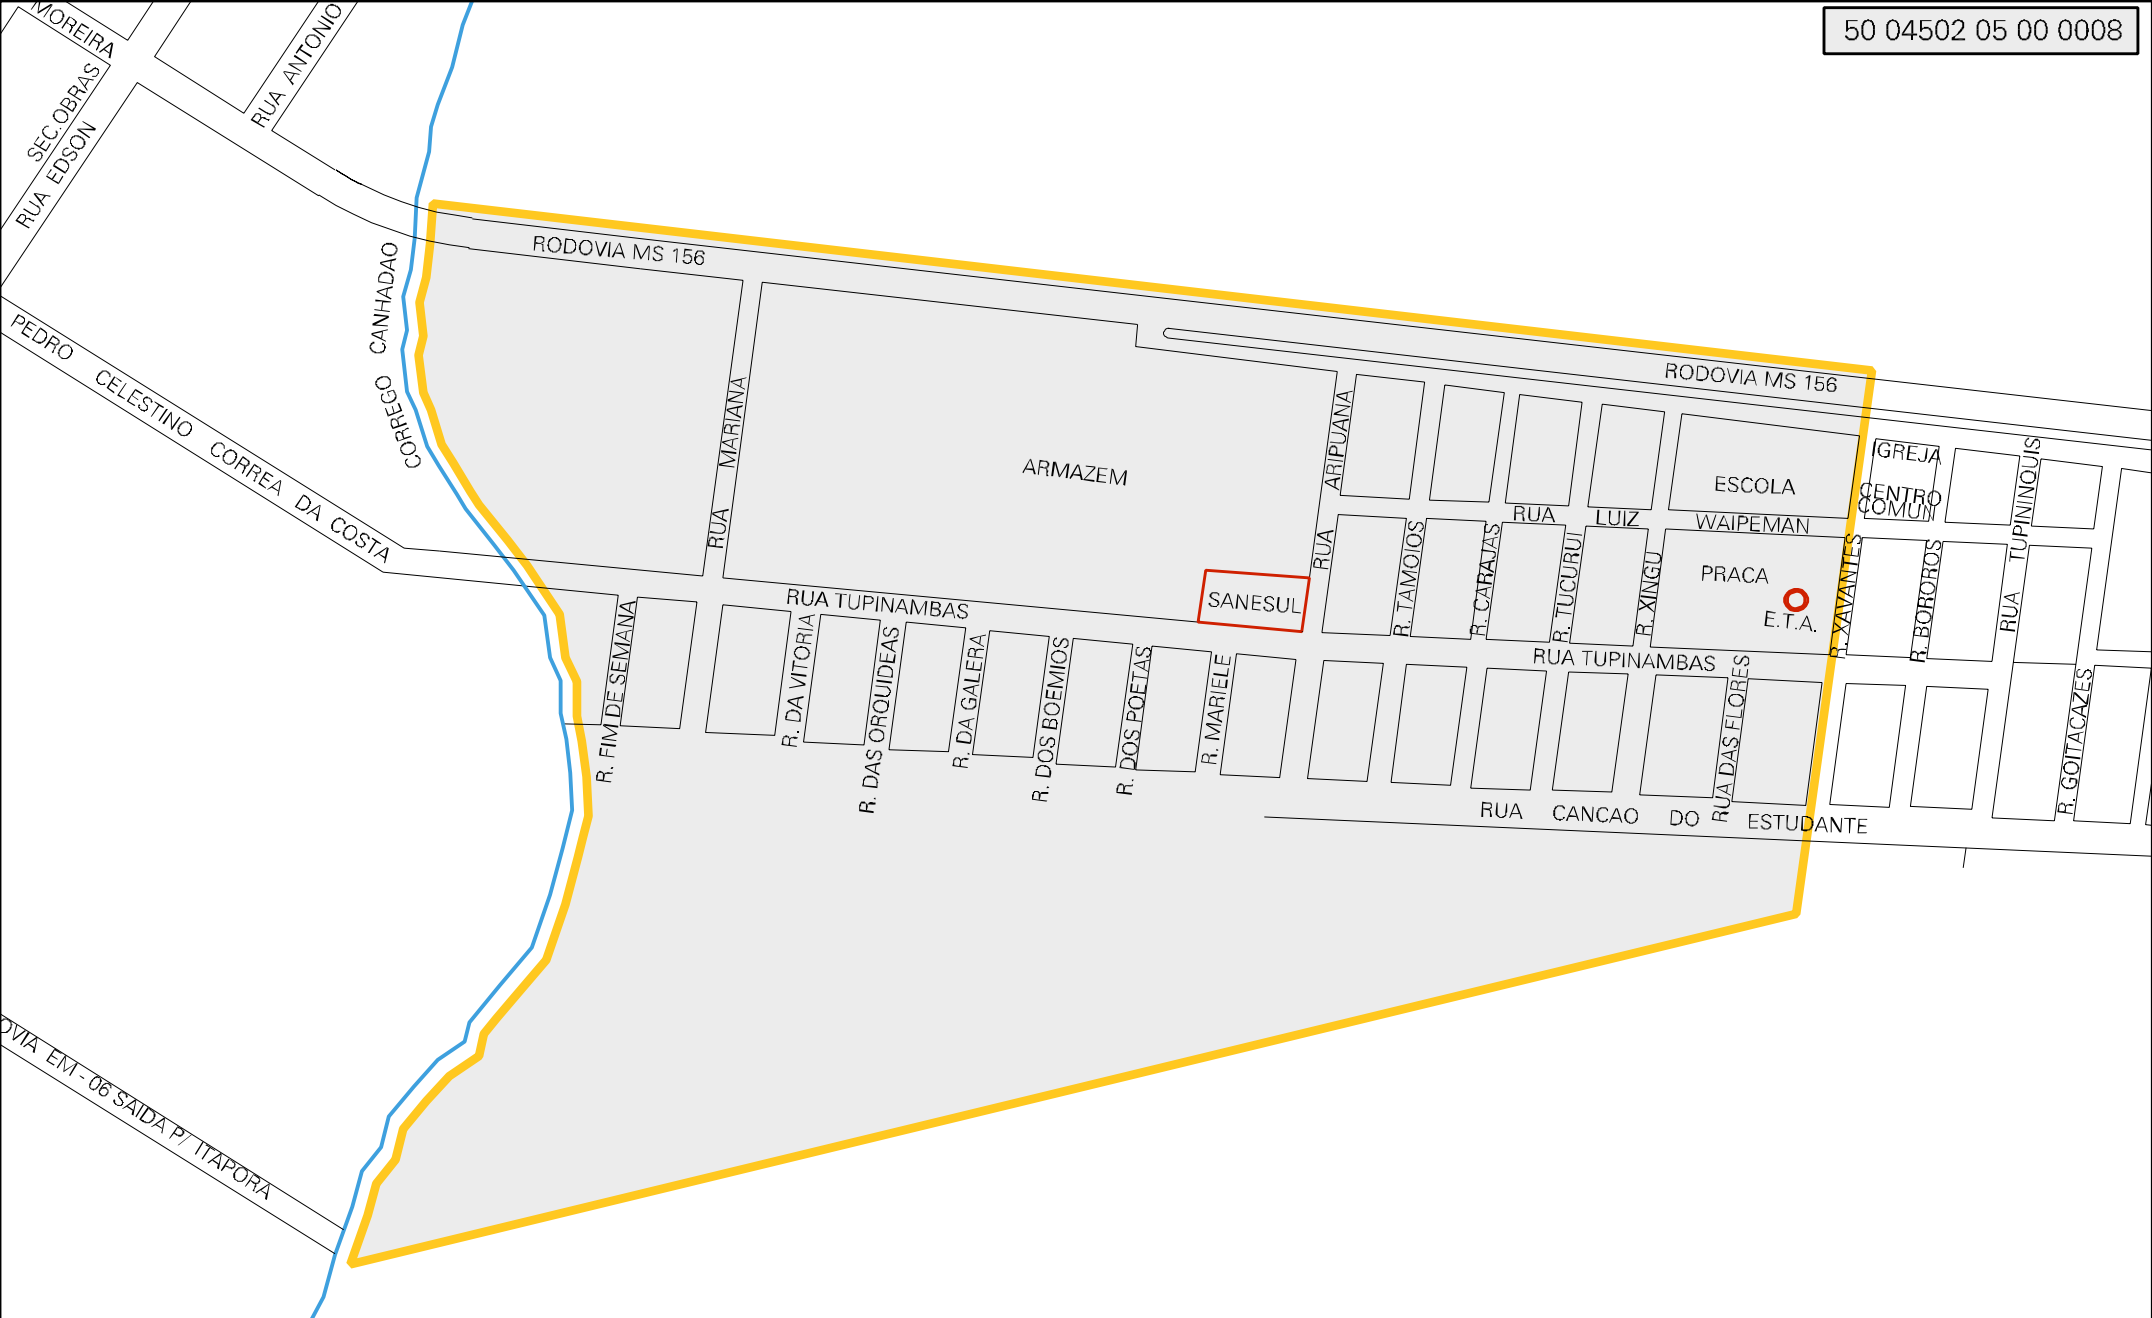 50 04502 05 00 0008
MOREIRA
SEC.OBRAS
RUA EDSON
RUA ANTONIO
CORREGO CANHADAO
PEDRO CELESTINO CORREA DA COSTA
RODOVIA MS 156
RODOVIA MS 156
RUA MARIANA
ARMAZEM
RUA ARIPUANA
ESCOLA
IGREJA
CENTRO
COMUN
RUA LUIZ WAIPEMAN
PRACA
E.T.A.
SANESUL
R. TAMOIOS
R. CARAJAS
R. TUCURUI
R. XINGU
R. XAVANTES
R. BOROROS
RUA TUPININQUIS
R. GOITACAZES
RUA TUPINAMBAS
RUA TUPINAMBAS
R. FIM DE SEMANA
R. DA VITORIA
R. DAS ORQUIDEAS
R. DA GALERA
R. DOS BOEMIOS
R. DOS POETAS
R. MARIELE
RUA DAS FLORES
RUA CANCAO DO ESTUDANTE
OVIA EM - 06 SAIDA P/ ITAPORA